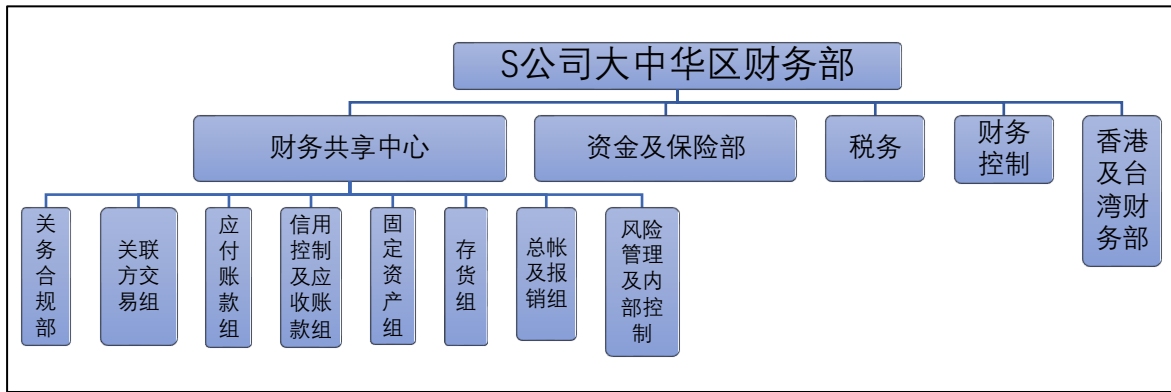 S公司大中华区财务部
财务共享中心
资金及保险部
税务
财务
控制
香港
及台
湾财
务部
关
务
合
规
部
关联
方交
易组
应
付
账
款
组
信用
控制
及应
收账
款组
固
定
资
产
组
存
货
组
总帐
及报
销组
风险
管理
及内
部控
制